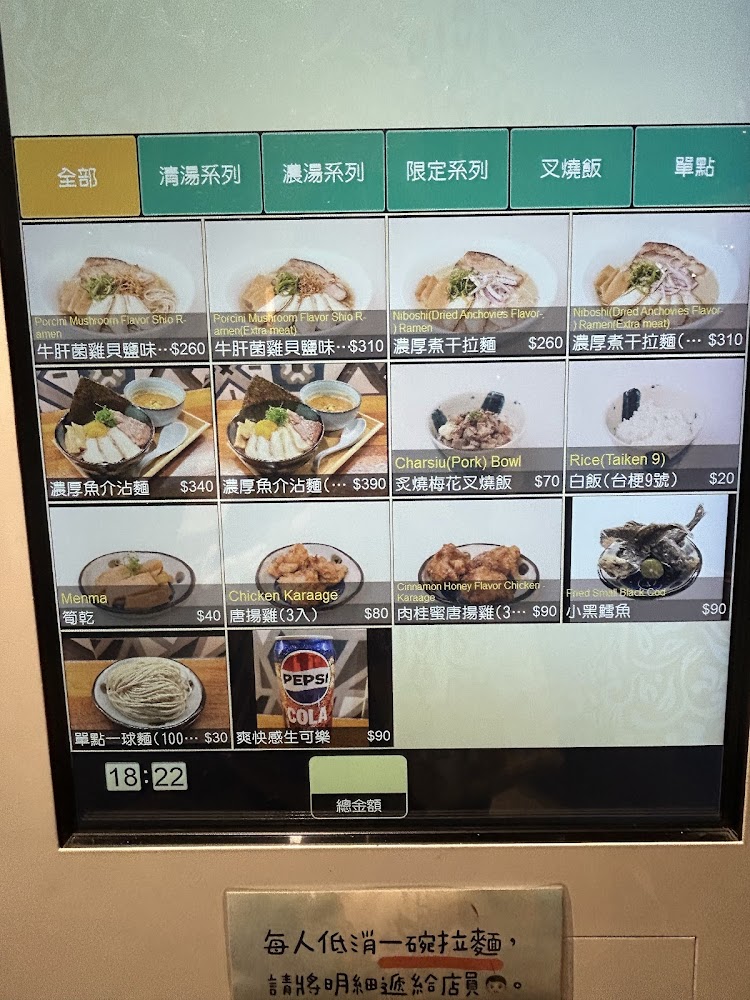 全部
清湯系列
濃湯系列
限定系列
叉燒飯
單點
Porcini Mushroom Flavor Shio R-
amen
牛肝菌雞貝鹽味…$260
Porcini Mushroom Flavor Shio R-
amen(Extra meat)
牛肝菌雞貝鹽味…$310
Niboshi(Dried Anchovies Flavor-
) Ramen
濃厚煮干拉麵 $260
Niboshi(Dried Anchovies Flavor-
) Ramen(Extra meat)
濃厚煮干拉麵(… $310
濃厚魚介沾麵 $340
濃厚魚介沾麵(… $390
Charsiu(Pork) Bowl
炙燒梅花叉燒飯 $70
Rice(Taiken 9)
白飯(台梗9號) $20
Menma
筍乾 $40
Chicken Karaage
唐揚雞(3入) $80
Cinnamon Honey Flavor Chicken-
Karaage
肉桂蜜唐揚雞(3… $90
Fried Small Black Cod
小黑鱈魚 $90
單點一球麵(100… $30
PEPSI
COLA
爽快感生可樂 $90
18:22
總金額
每人低消一碗拉麵，
請將明細遞給店員。